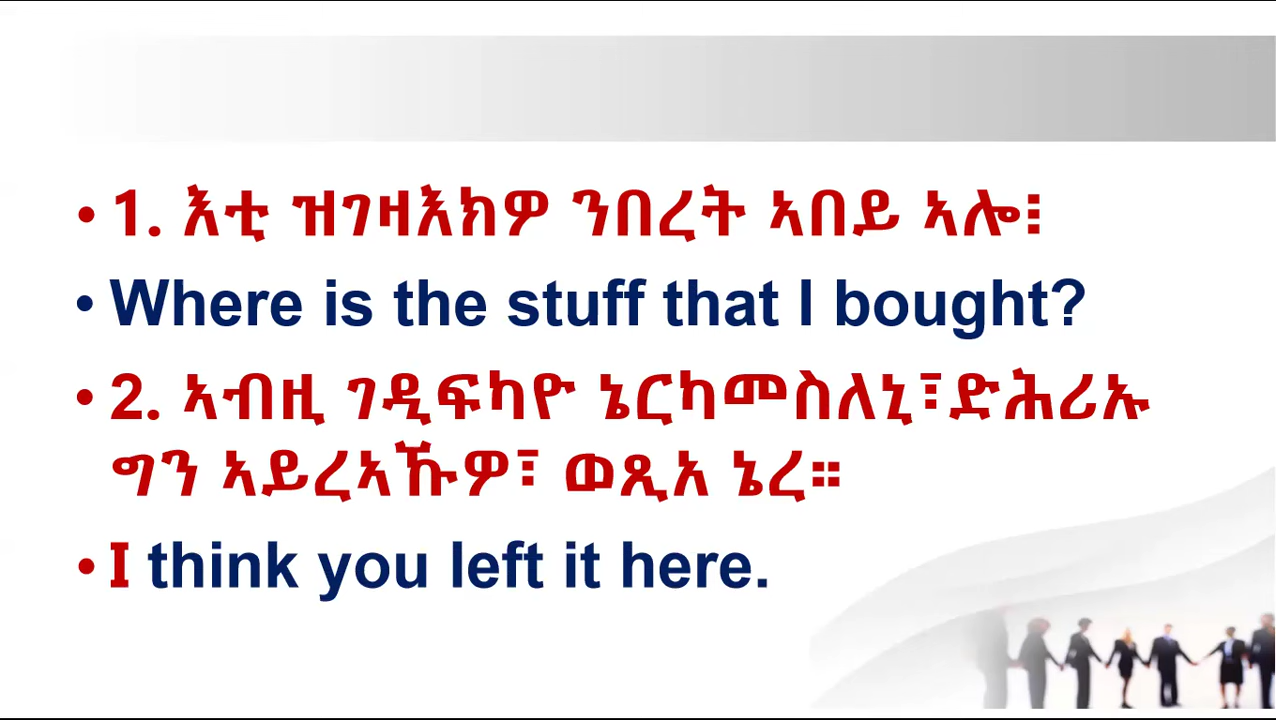 • 1. እቲ ዝገዛእክዎ ንበረት ኣበይ ኣሎ፧
• Where is the stuff that I bought?
• 2. ኣብዚ ገዲፍካዮ ኔርካመስለኒ፣ድሕሪኡ
ግን ኣይረኣኹዎ፣ ወጺአ ኔረ።
• I think you left it here.